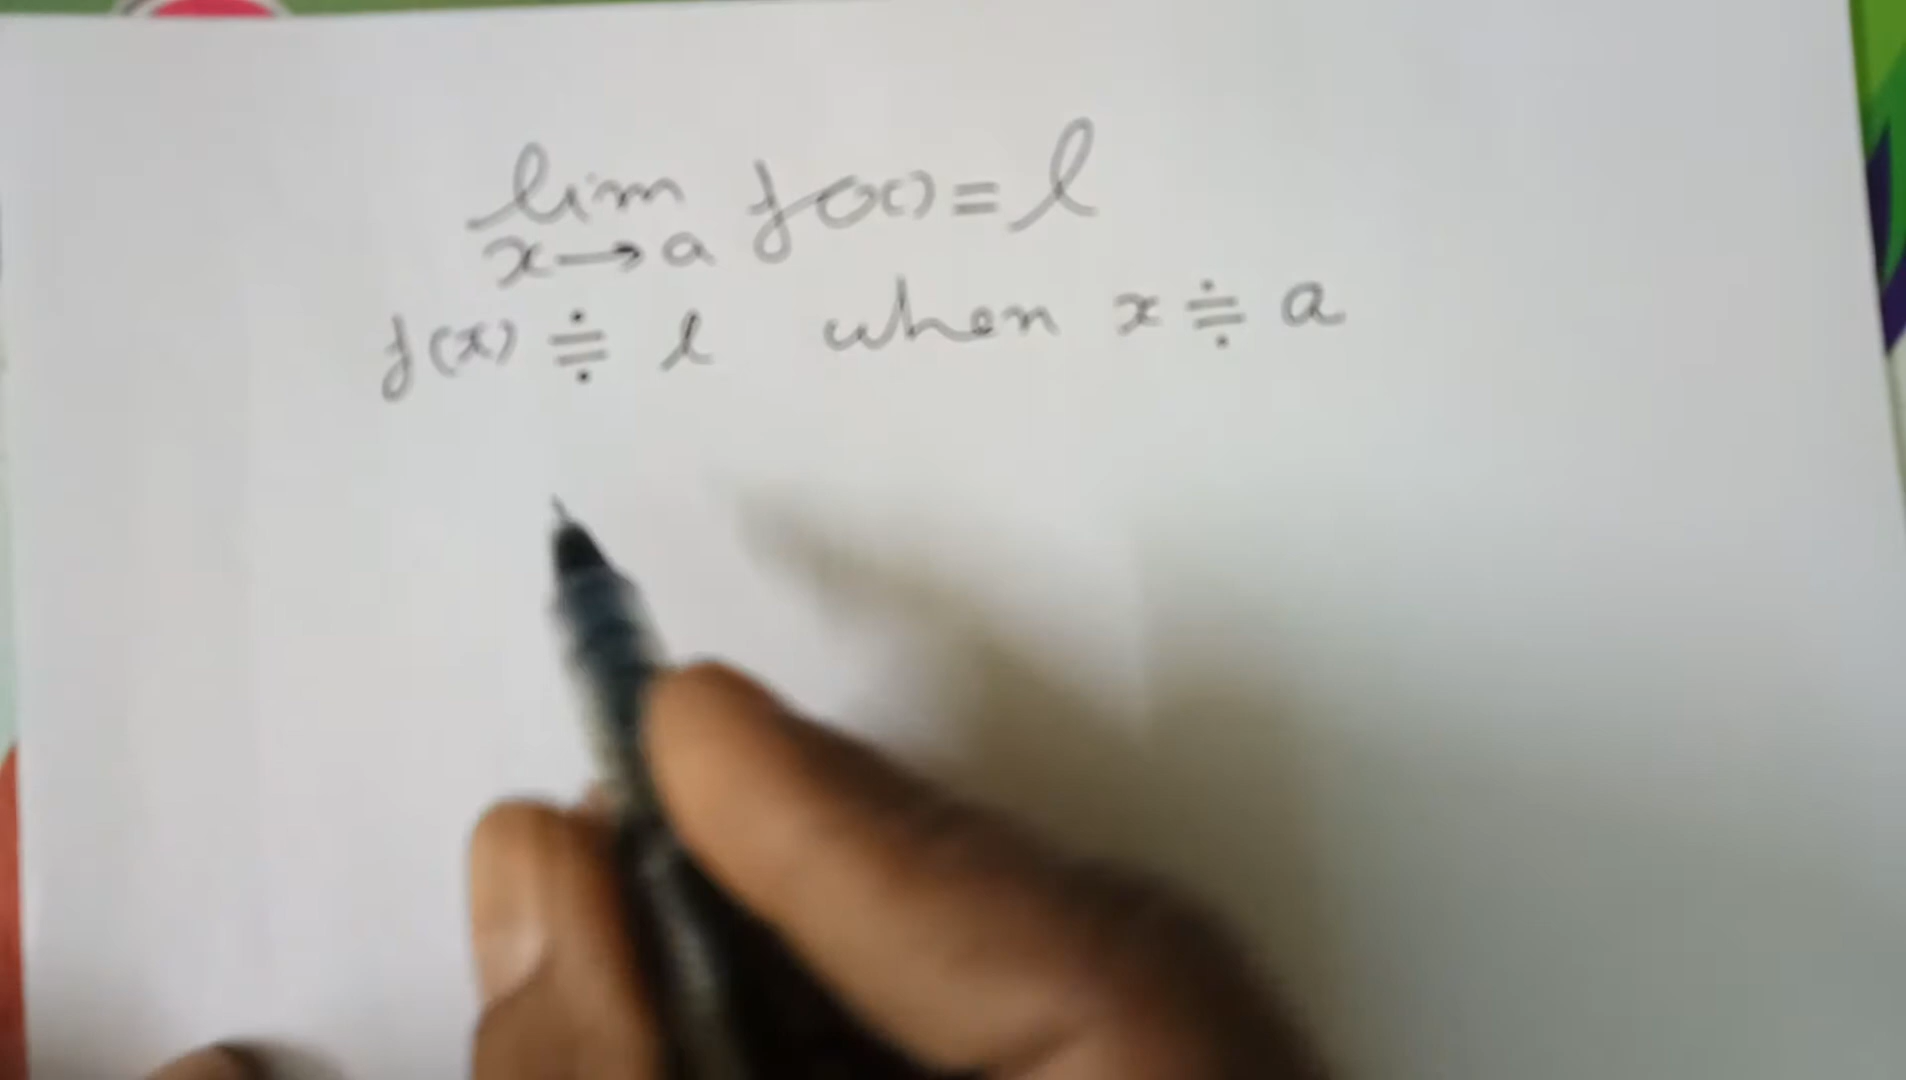 lim f(x) = l
x → a
f(x) ≑ l when x ≑ a